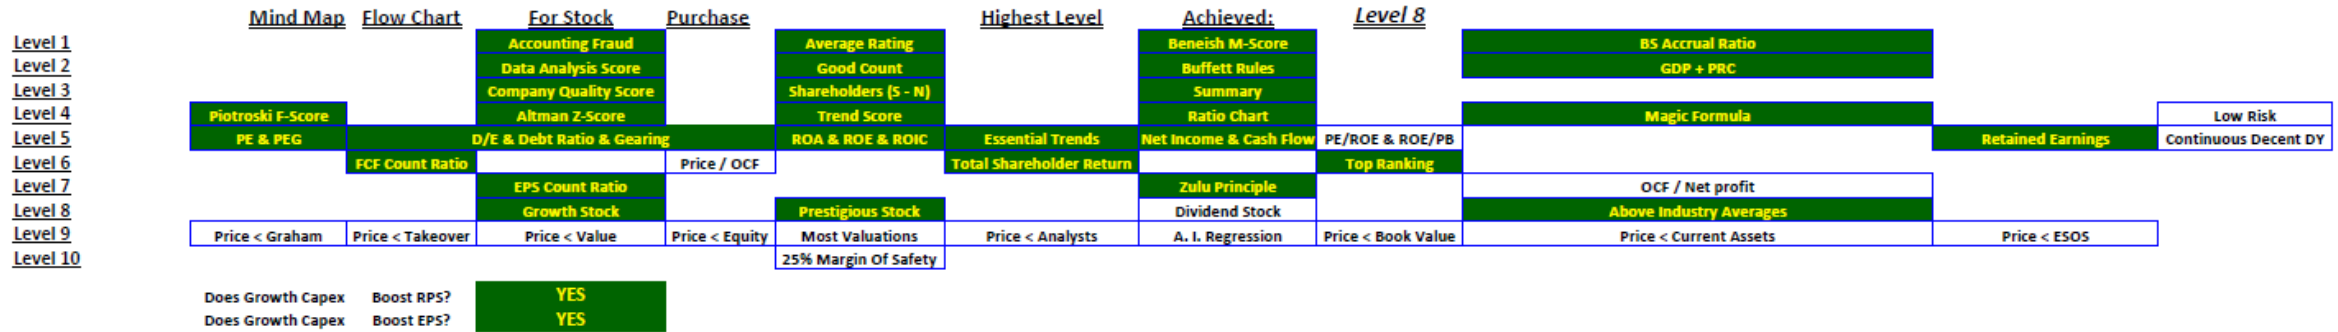 Mind Map Flow Chart For Stock Purchase Highest Level Achieved: Level 8
Level 1 Accounting Fraud Average Rating Beneish M-Score BS Accrual Ratio
Level 2 Data Analysis Score Good Count Buffett Rules GDP + PRC
Level 3 Company Quality Score Shareholders (S - N) Summary
Level 4 Piotroski F-Score Altman Z-Score Trend Score Ratio Chart Magic Formula Low Risk
Level 5 PE & PEG D/E & Debt Ratio & Gearing ROA & ROE & ROIC Essential Trends Net Income & Cash Flow PE/ROE & ROE/PB Retained Earnings Continuous Decent DY
Level 6 FCF Count Ratio Price / OCF Total Shareholder Return Top Ranking
Level 7 EPS Count Ratio Zulu Principle OCF / Net profit
Level 8 Growth Stock Prestigious Stock Dividend Stock Above Industry Averages
Level 9 Price < Graham Price < Takeover Price < Value Price < Equity Most Valuations Price < Analysts A. I. Regression Price < Book Value Price < Current Assets Price < ESOS
Level 10 25% Margin Of Safety
Does Growth Capex Boost RPS? YES
Does Growth Capex Boost EPS? YES